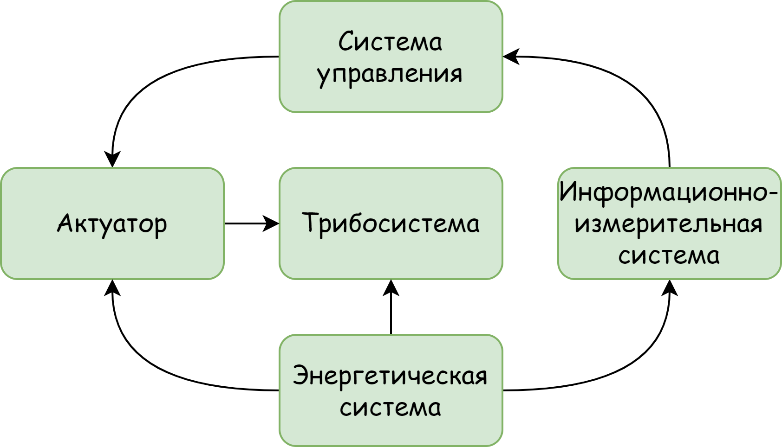 Система
управления
Актуатор
Трибосистема
Информационно-
измерительная
система
Энергетическая
система